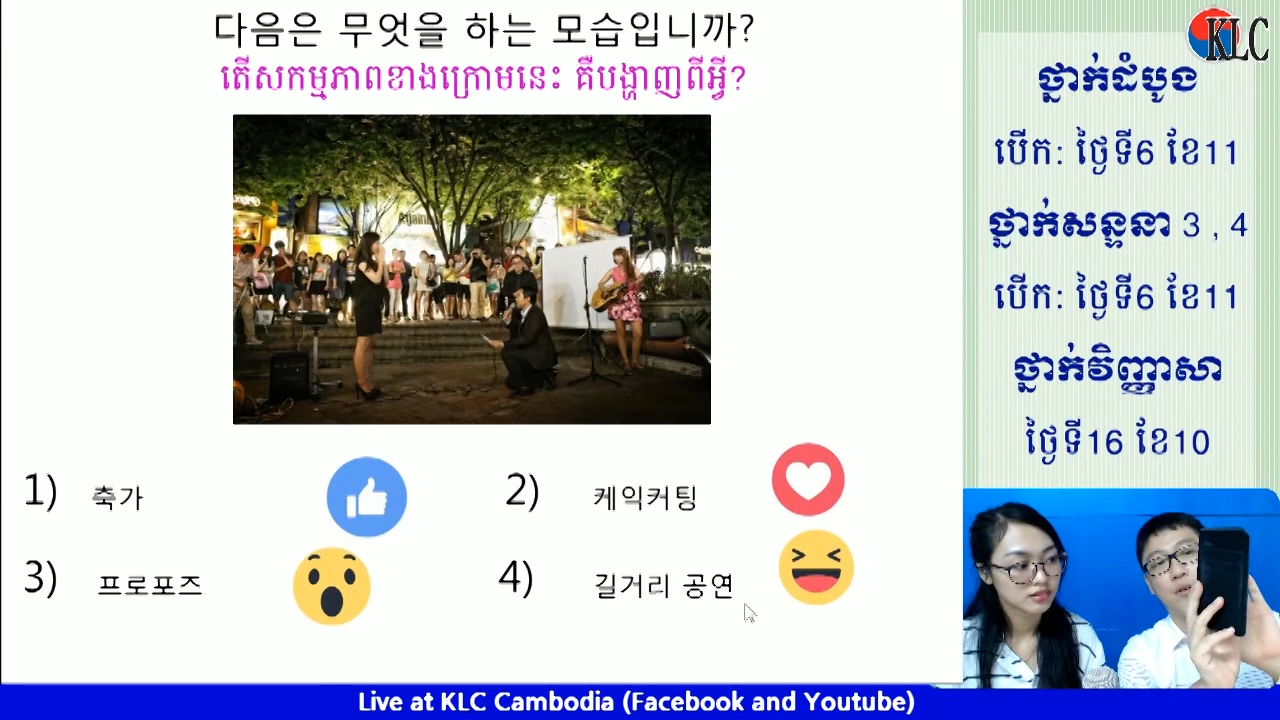 다음은 무엇을 하는 모습입니까?
តើសកម្មភាពខាងក្រោមនេះ គឺបង្ហាញពីអ្វី?
1) 축가
2) 케익커팅
3) 프로포즈
4) 길거리 공연
KLC
ថ្នាក់ដំបូង
បើក: ថ្ងៃទី6 ខែ11
ថ្នាក់សន្ទនា 3 , 4
បើក: ថ្ងៃទី6 ខែ11
ថ្នាក់វិញ្ញាសា
ថ្ងៃទី16 ខែ10
Live at KLC Cambodia (Facebook and Youtube)